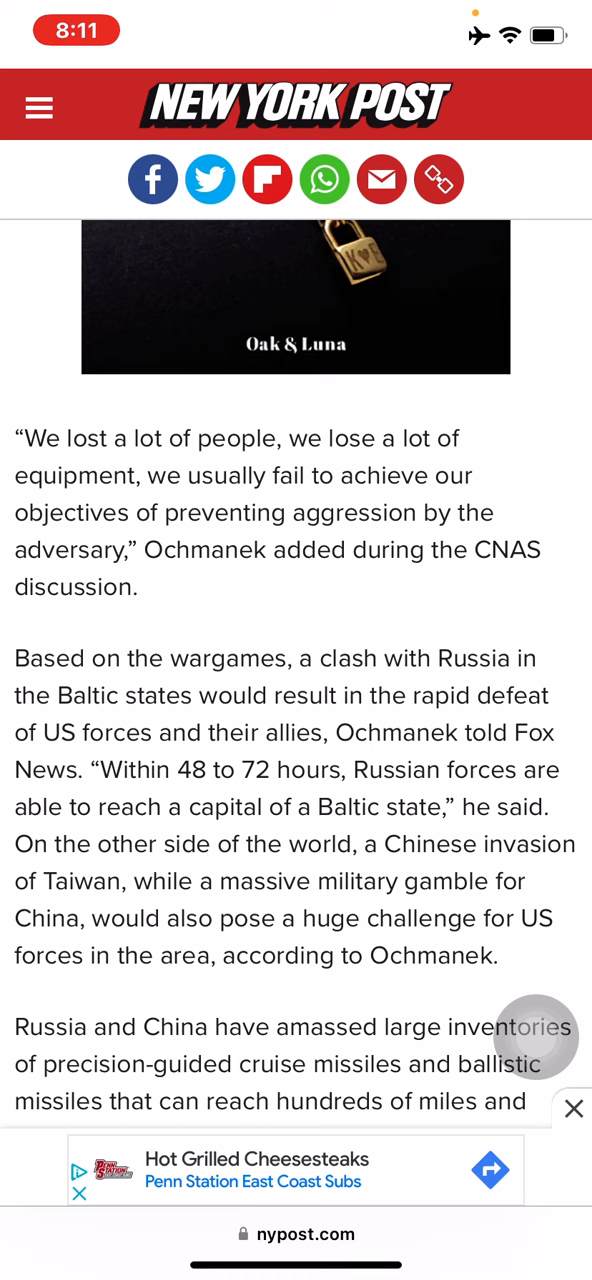 8:11
NEW YORK POST
K♥E
Oak & Luna
“We lost a lot of people, we lose a lot of
equipment, we usually fail to achieve our
objectives of preventing aggression by the
adversary,” Ochmanek added during the CNAS
discussion.
Based on the wargames, a clash with Russia in
the Baltic states would result in the rapid defeat
of US forces and their allies, Ochmanek told Fox
News. “Within 48 to 72 hours, Russian forces are
able to reach a capital of a Baltic state,” he said.
On the other side of the world, a Chinese invasion
of Taiwan, while a massive military gamble for
China, would also pose a huge challenge for US
forces in the area, according to Ochmanek.
Russia and China have amassed large inventories
of precision-guided cruise missiles and ballistic
missiles that can reach hundreds of miles and
PENN STATION
Hot Grilled Cheesesteaks
Penn Station East Coast Subs
nypost.com